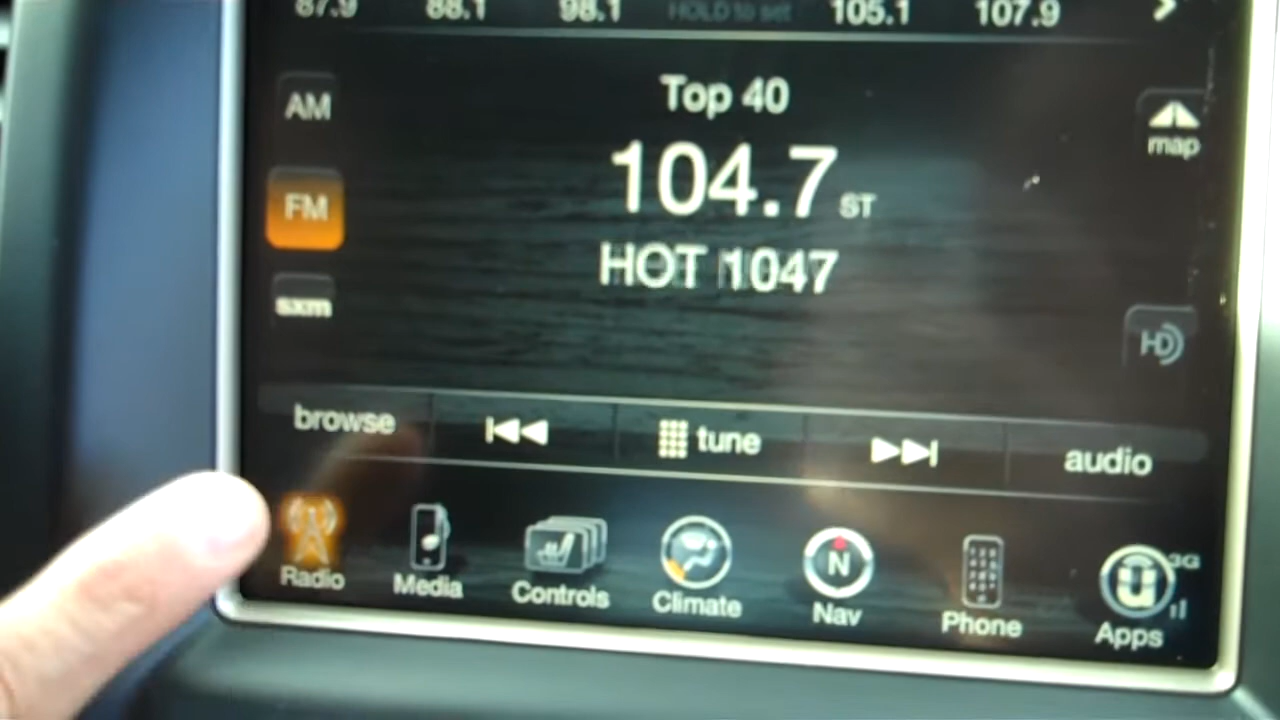 87.9 88.1 98.1 HOLD to set 105.1 107.9
AM
Top 40
map
104.7 ST
FM
HOT 1047
sxm
HD
browse tune audio
Radio Media Controls Climate Nav Phone Apps
N
3G